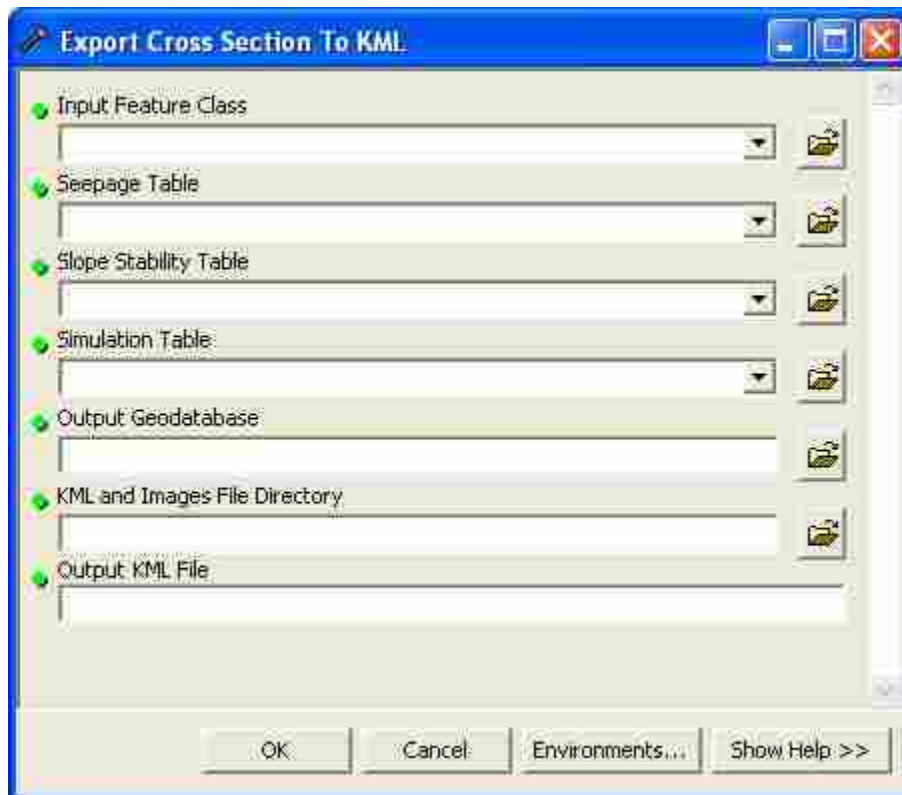 Export Cross Section To KML
Input Feature Class
Seepage Table
Slope Stability Table
Simulation Table
Output Geodatabase
KML and Images File Directory
Output KML File
OK Cancel Environments... Show Help >>